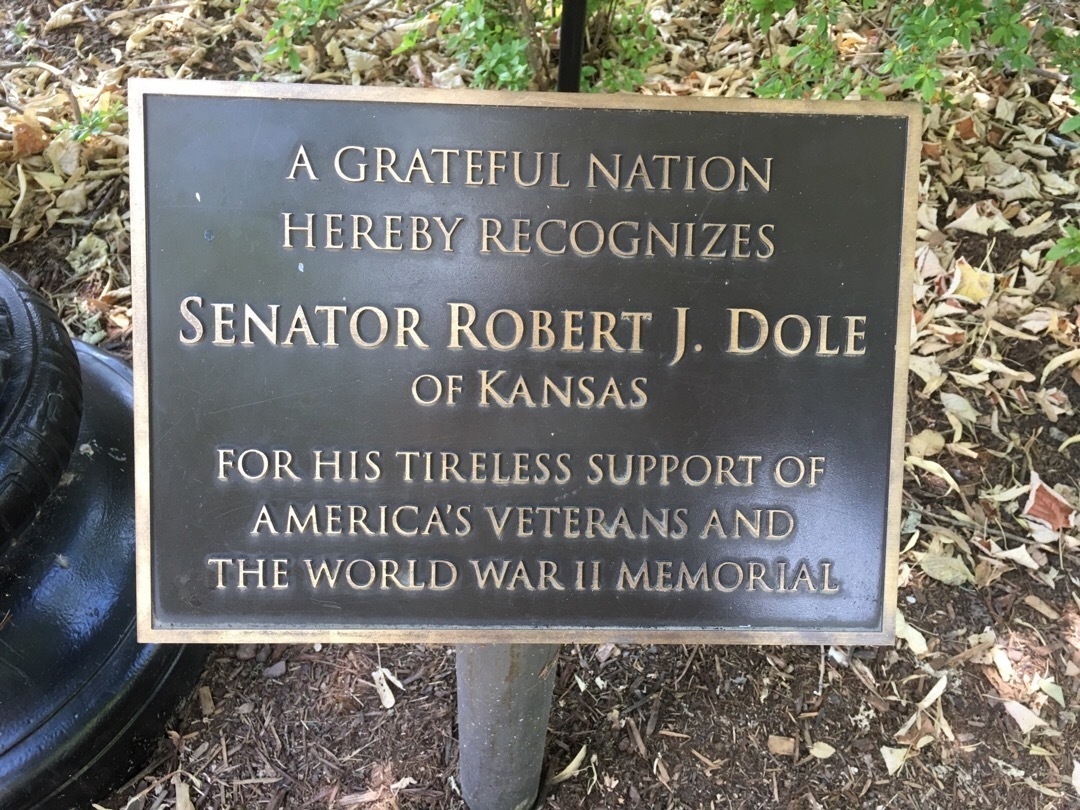 A GRATEFUL NATION
HEREBY RECOGNIZES
SENATOR ROBERT J. DOLE
OF KANSAS
FOR HIS TIRELESS SUPPORT OF
AMERICA'S VETERANS AND
THE WORLD WAR II MEMORIAL